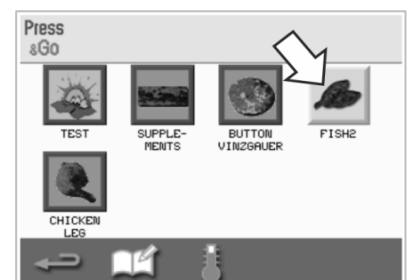 Press
&Go
TEST
SUPPLE-
MENTS
BUTTON
VINZGAUER
FISH2
CHICKEN
LEG